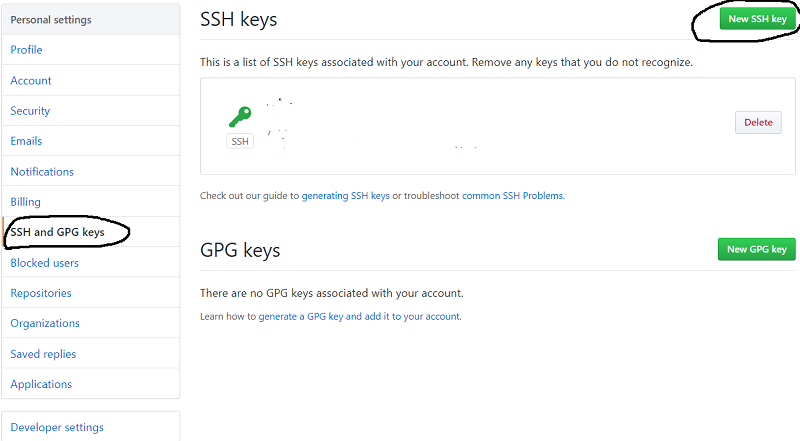 Personal settings
Profile
Account
Security
Emails
Notifications
Billing
SSH and GPG keys
Blocked users
Repositories
Organizations
Saved replies
Applications
Developer settings
SSH keys
New SSH key
This is a list of SSH keys associated with your account. Remove any keys that you do not recognize.
SSH
Delete
Check out our guide to generating SSH keys or troubleshoot common SSH Problems.
GPG keys
New GPG key
There are no GPG keys associated with your account.
Learn how to generate a GPG key and add it to your account.